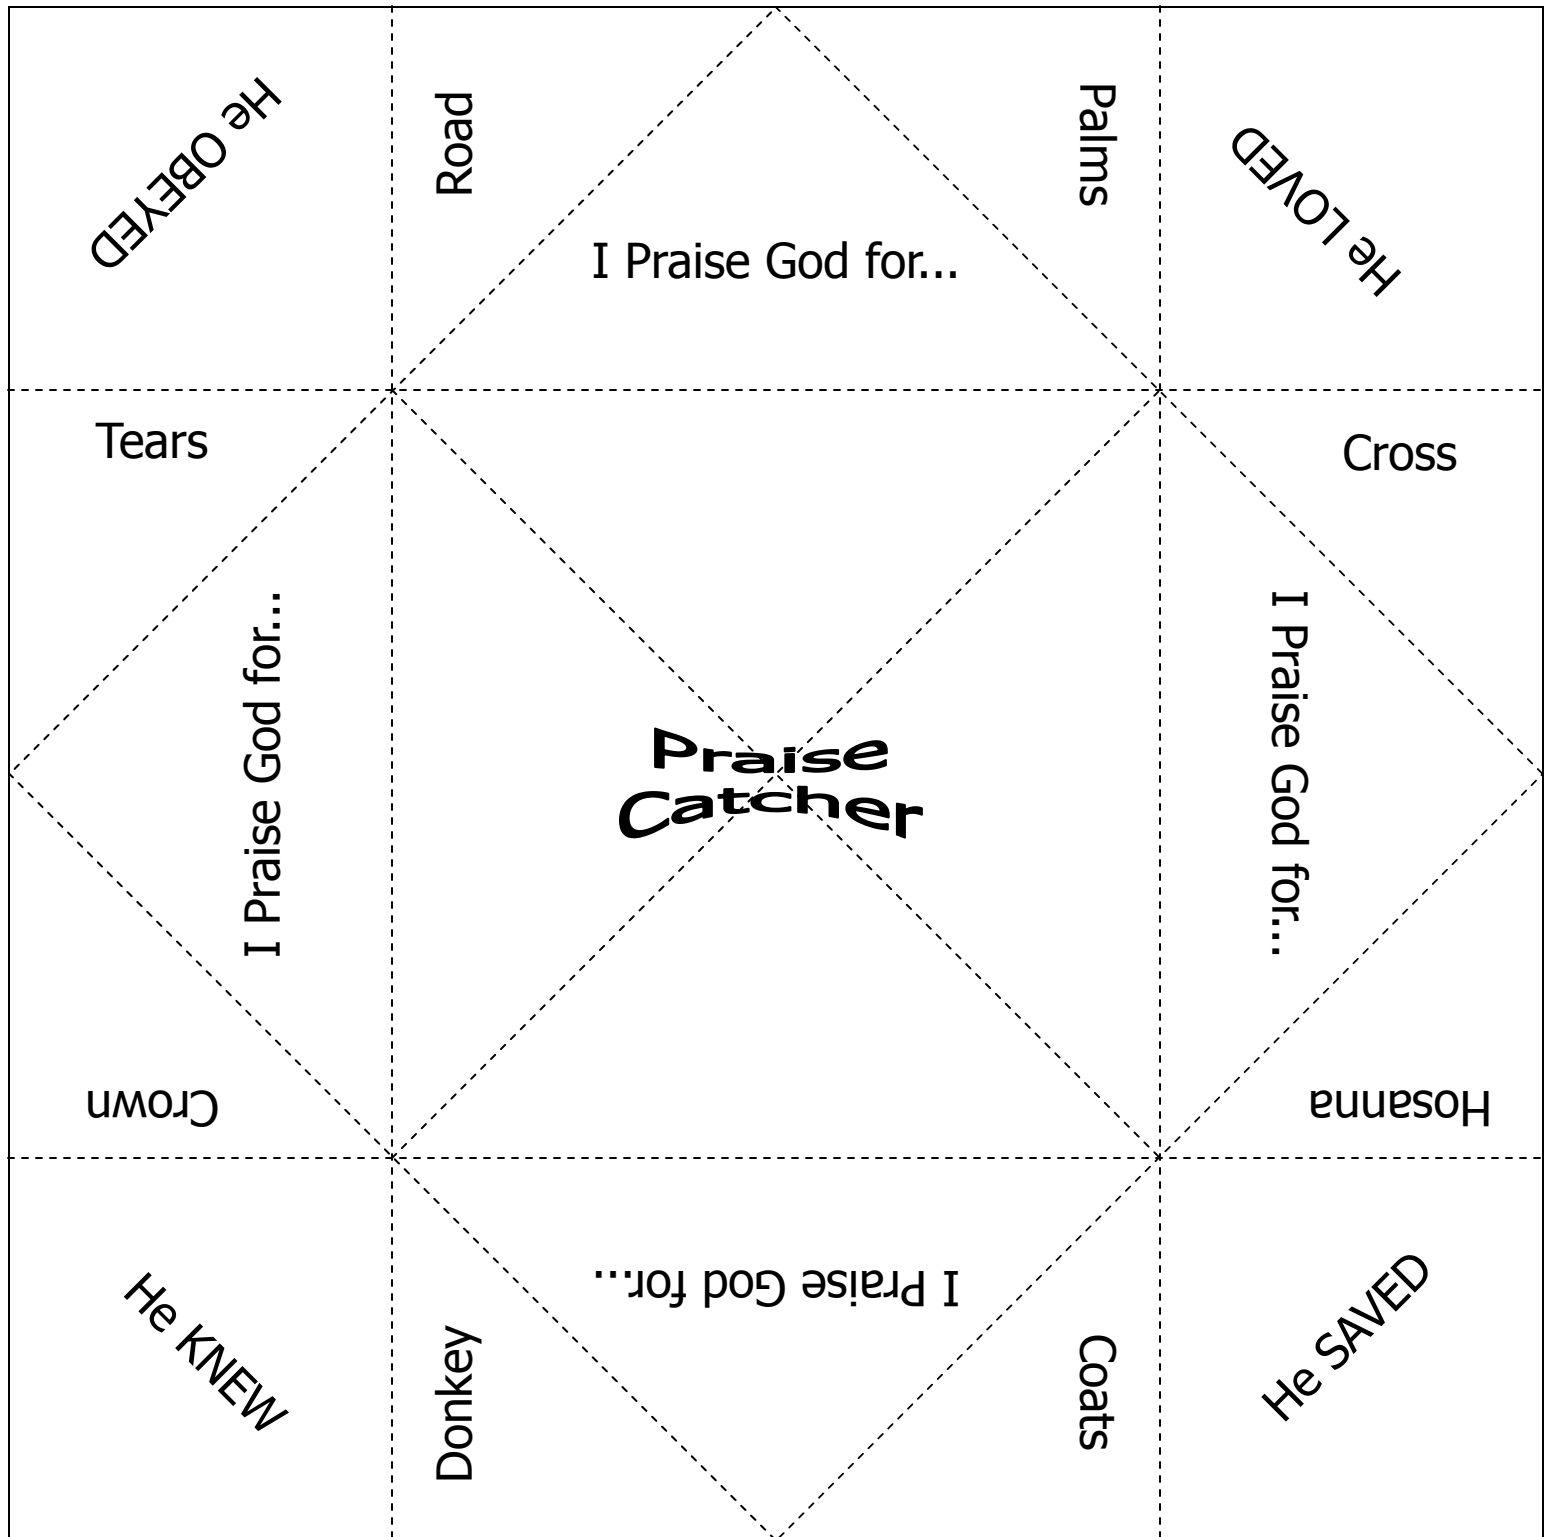 He OBEYED
Road
Palms
He LOVED
I Praise God for...
Tears
Cross
I Praise God for...
I Praise God for...
Praise
Catcher
Crown
Hosanna
I Praise God for...
He KNEW
Donkey
Coats
He SAVED